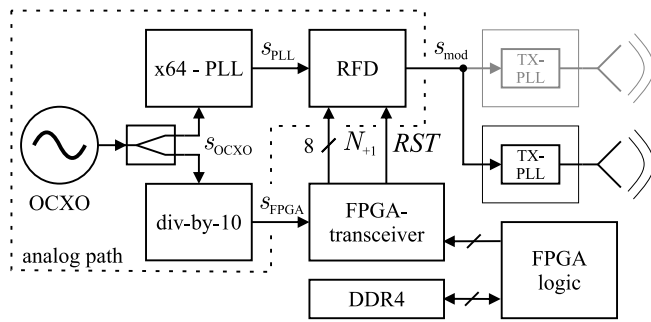 x64 - PLL
s_PLL
RFD
s_mod
TX-
PLL
OCXO
s_OCXO
8
N_+1
RST
TX-
PLL
div-by-10
s_FPGA
FPGA-
transceiver
FPGA
logic
analog path
DDR4